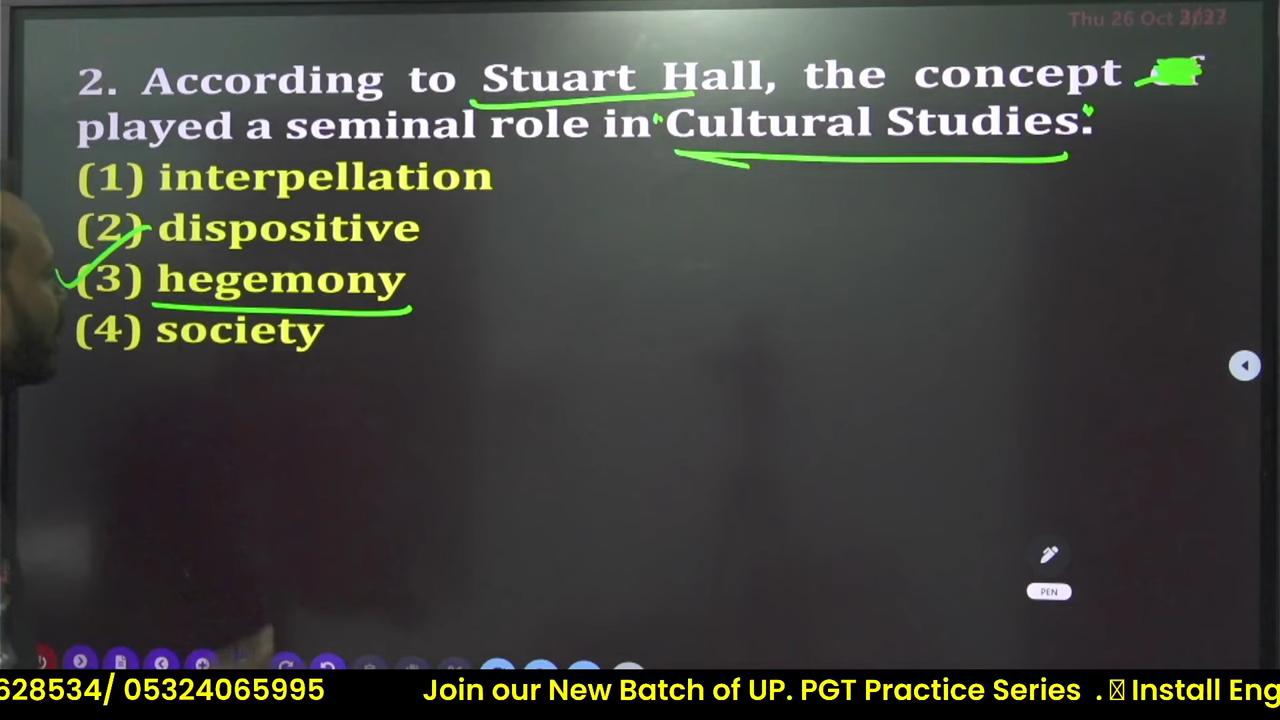 Thu 26 Oct
2. According to Stuart Hall, the concept
played a seminal role in "Cultural Studies."
(1) interpellation
(2) dispositive
(3) hegemony
(4) society
PEN
628534/ 05324065995 Join our New Batch of UP. PGT Practice Series . Install Eng